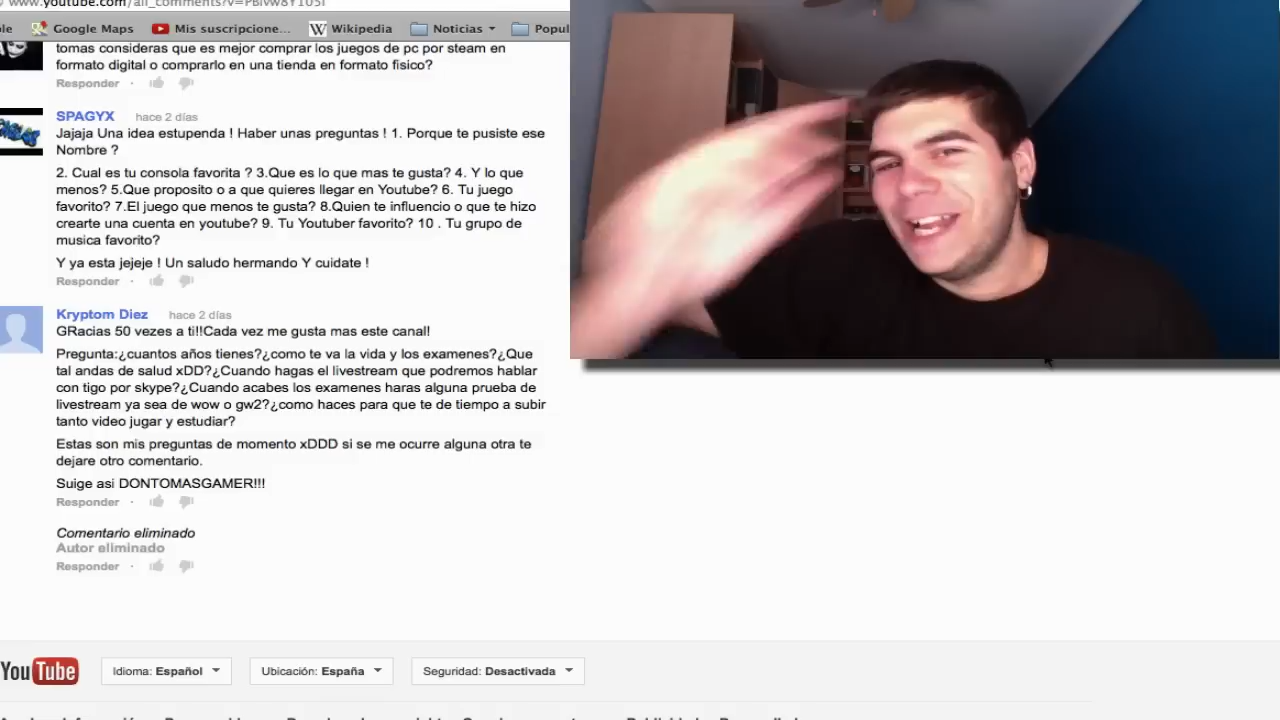 www.youtube.com/all_comments?v=PBivw8Y1U5I
Google Maps
Mis suscripcione...
Wikipedia
Noticias
Popul
tomas consideras que es mejor comprar los juegos de pc por steam en
formato digital o comprarlo en una tienda en formato fisico?
Responder ·
SPAGYX hace 2 días
Jajaja Una idea estupenda ! Haber unas preguntas ! 1. Porque te pusiste ese
Nombre ?
2. Cual es tu consola favorita ? 3.Que es lo que mas te gusta? 4. Y lo que
menos? 5.Que proposito o a que quieres llegar en Youtube? 6. Tu juego
favorito? 7.El juego que menos te gusta? 8.Quien te influencio o que te hizo
crearte una cuenta en youtube? 9. Tu Youtuber favorito? 10 . Tu grupo de
musica favorito?
Y ya esta jejeje ! Un saludo hermando Y cuidate !
Responder ·
Kryptom Diez hace 2 días
GRacias 50 vezes a ti!!Cada vez me gusta mas este canal!
Pregunta:¿cuantos años tienes?¿como te va la vida y los examenes?¿Que
tal andas de salud xDD?¿Cuando hagas el livestream que podremos hablar
con tigo por skype?¿Cuando acabes los examenes haras alguna prueba de
livestream ya sea de wow o gw2?¿como haces para que te de tiempo a subir
tanto video jugar y estudiar?
Estas son mis preguntas de momento xDDD si se me ocurre alguna otra te
dejare otro comentario.
Suige asi DONTOMASGAMER!!!
Responder ·
Comentario eliminado
Autor eliminado
Responder ·
YouTube
Idioma: Español
Ubicación: España
Seguridad: Desactivada